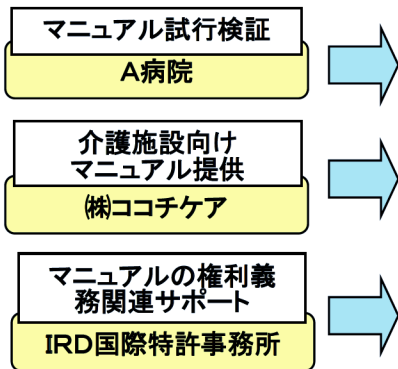 マニュアル試行検証
A病院
介護施設向け
マニュアル提供
㈱ココチケア
マニュアルの権利義
務関連サポート
IRD国際特許事務所